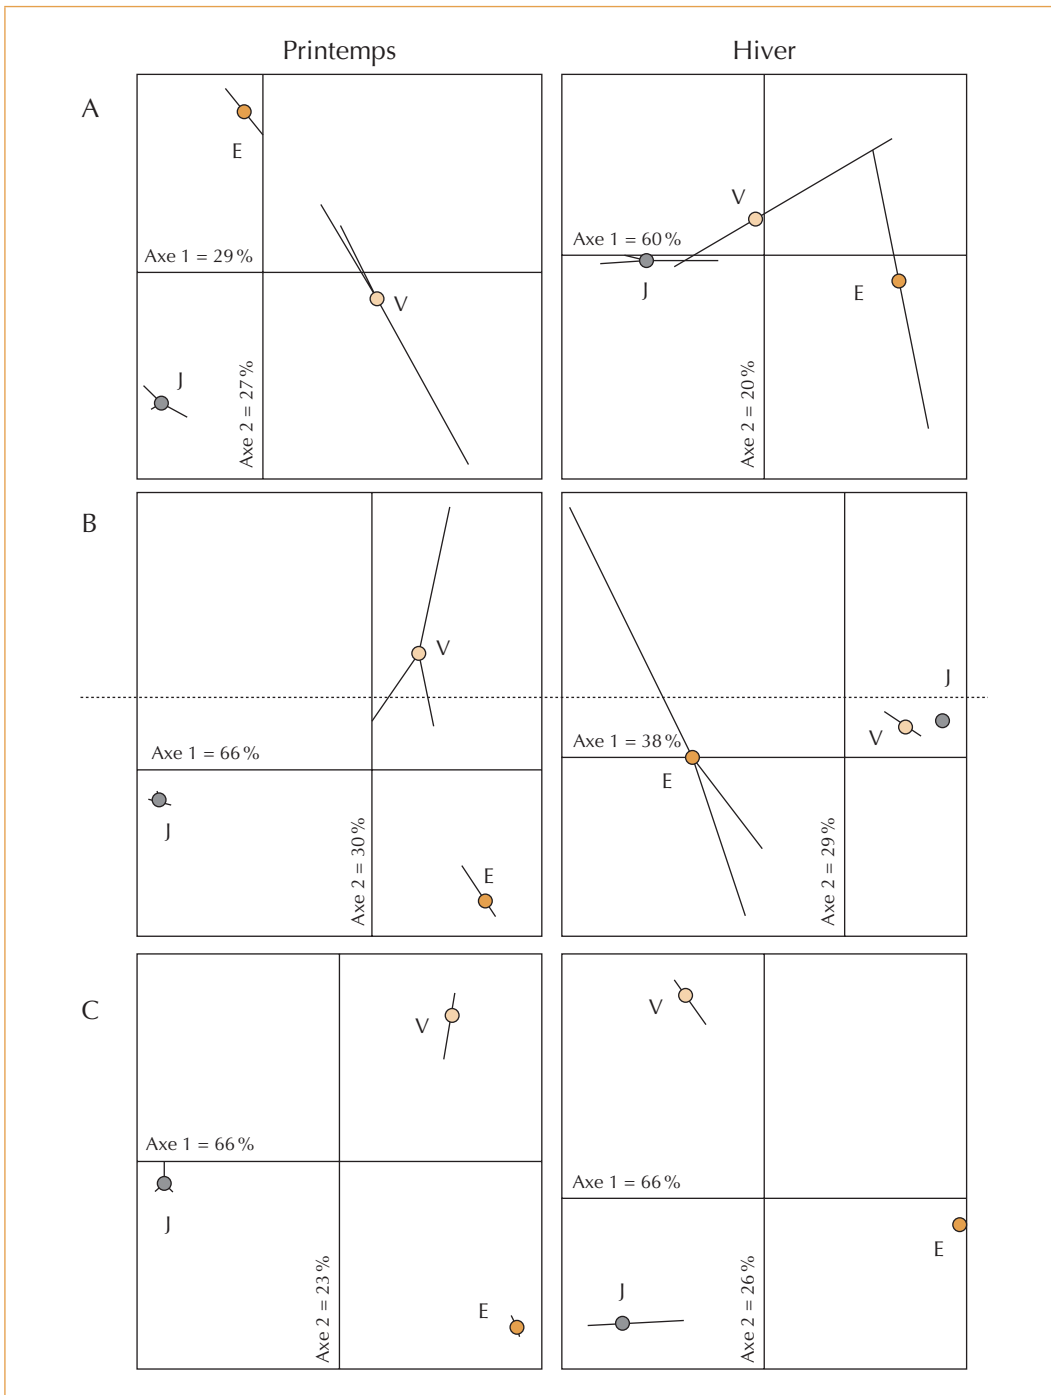 Printemps
Hiver
A
E
Axe 1 = 29 %
V
J
Axe 2 = 27 %
V
Axe 1 = 60 %
J
E
Axe 2 = 20 %
B
V
Axe 1 = 66 %
J
E
Axe 2 = 30 %
J
V
Axe 1 = 38 %
E
Axe 2 = 29 %
C
V
Axe 1 = 66 %
J
E
Axe 2 = 23 %
V
Axe 1 = 66 %
E
J
Axe 2 = 26 %